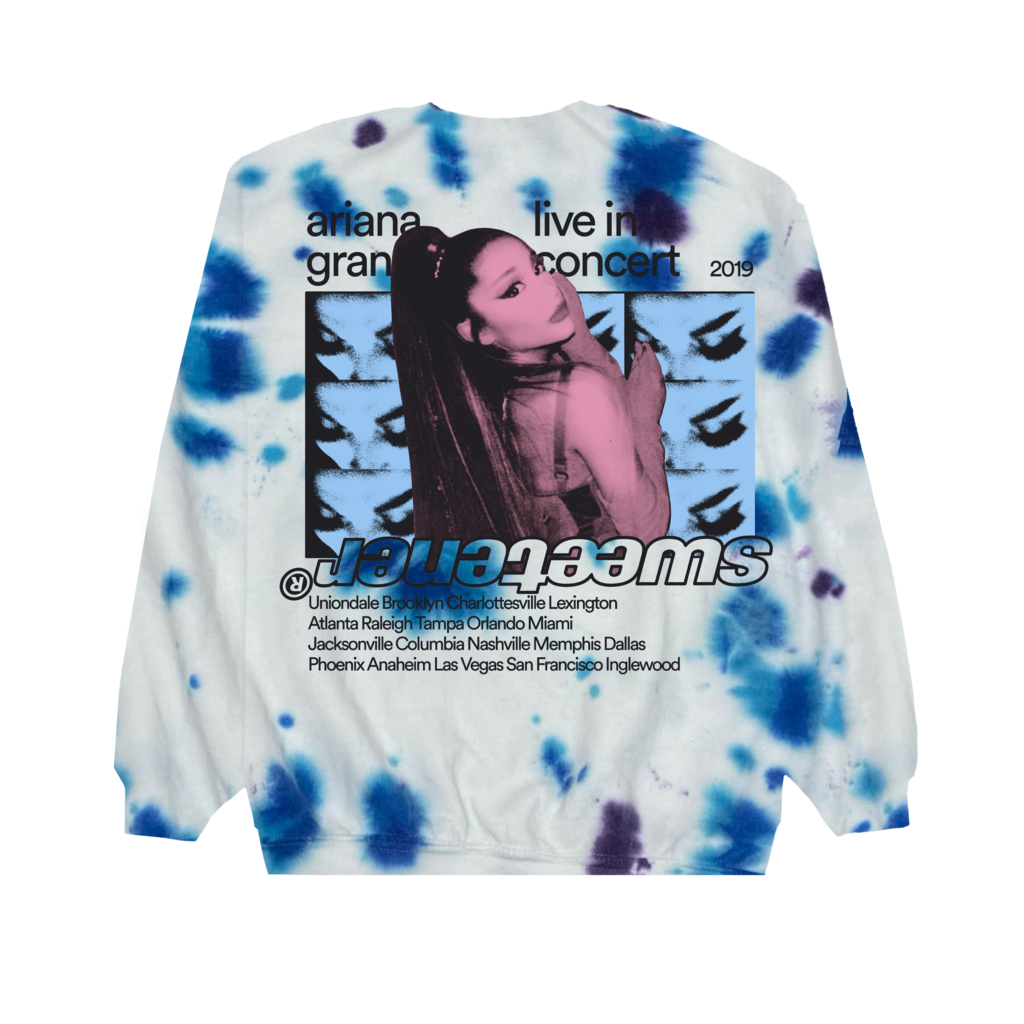 ariana live in
gran concert 2019
sweetener®
Uniondale Brooklyn Charlottesville Lexington
Atlanta Raleigh Tampa Orlando Miami
Jacksonville Columbia Nashville Memphis Dallas
Phoenix Anaheim Las Vegas San Francisco Inglewood